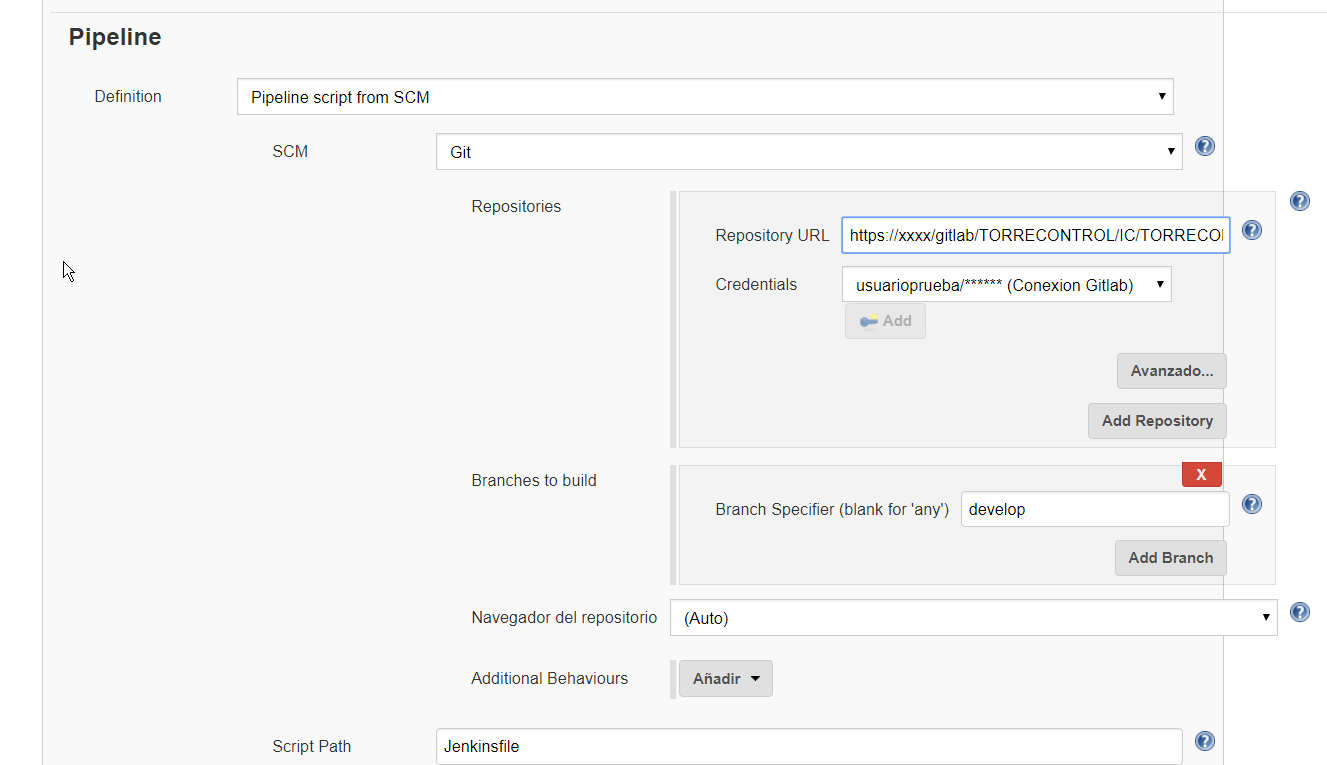 Pipeline
Definition
Pipeline script from SCM
SCM
Git
Repositories
Repository URL
https://xxxx/gitlab/TORRECONTROL/IC/TORRECO
Credentials
usuarioprueba/****** (Conexion Gitlab)
Add
Avanzado...
Add Repository
Branches to build
X
Branch Specifier (blank for 'any')
develop
Add Branch
Navegador del repositorio
(Auto)
Additional Behaviours
Añadir
Script Path
Jenkinsfile